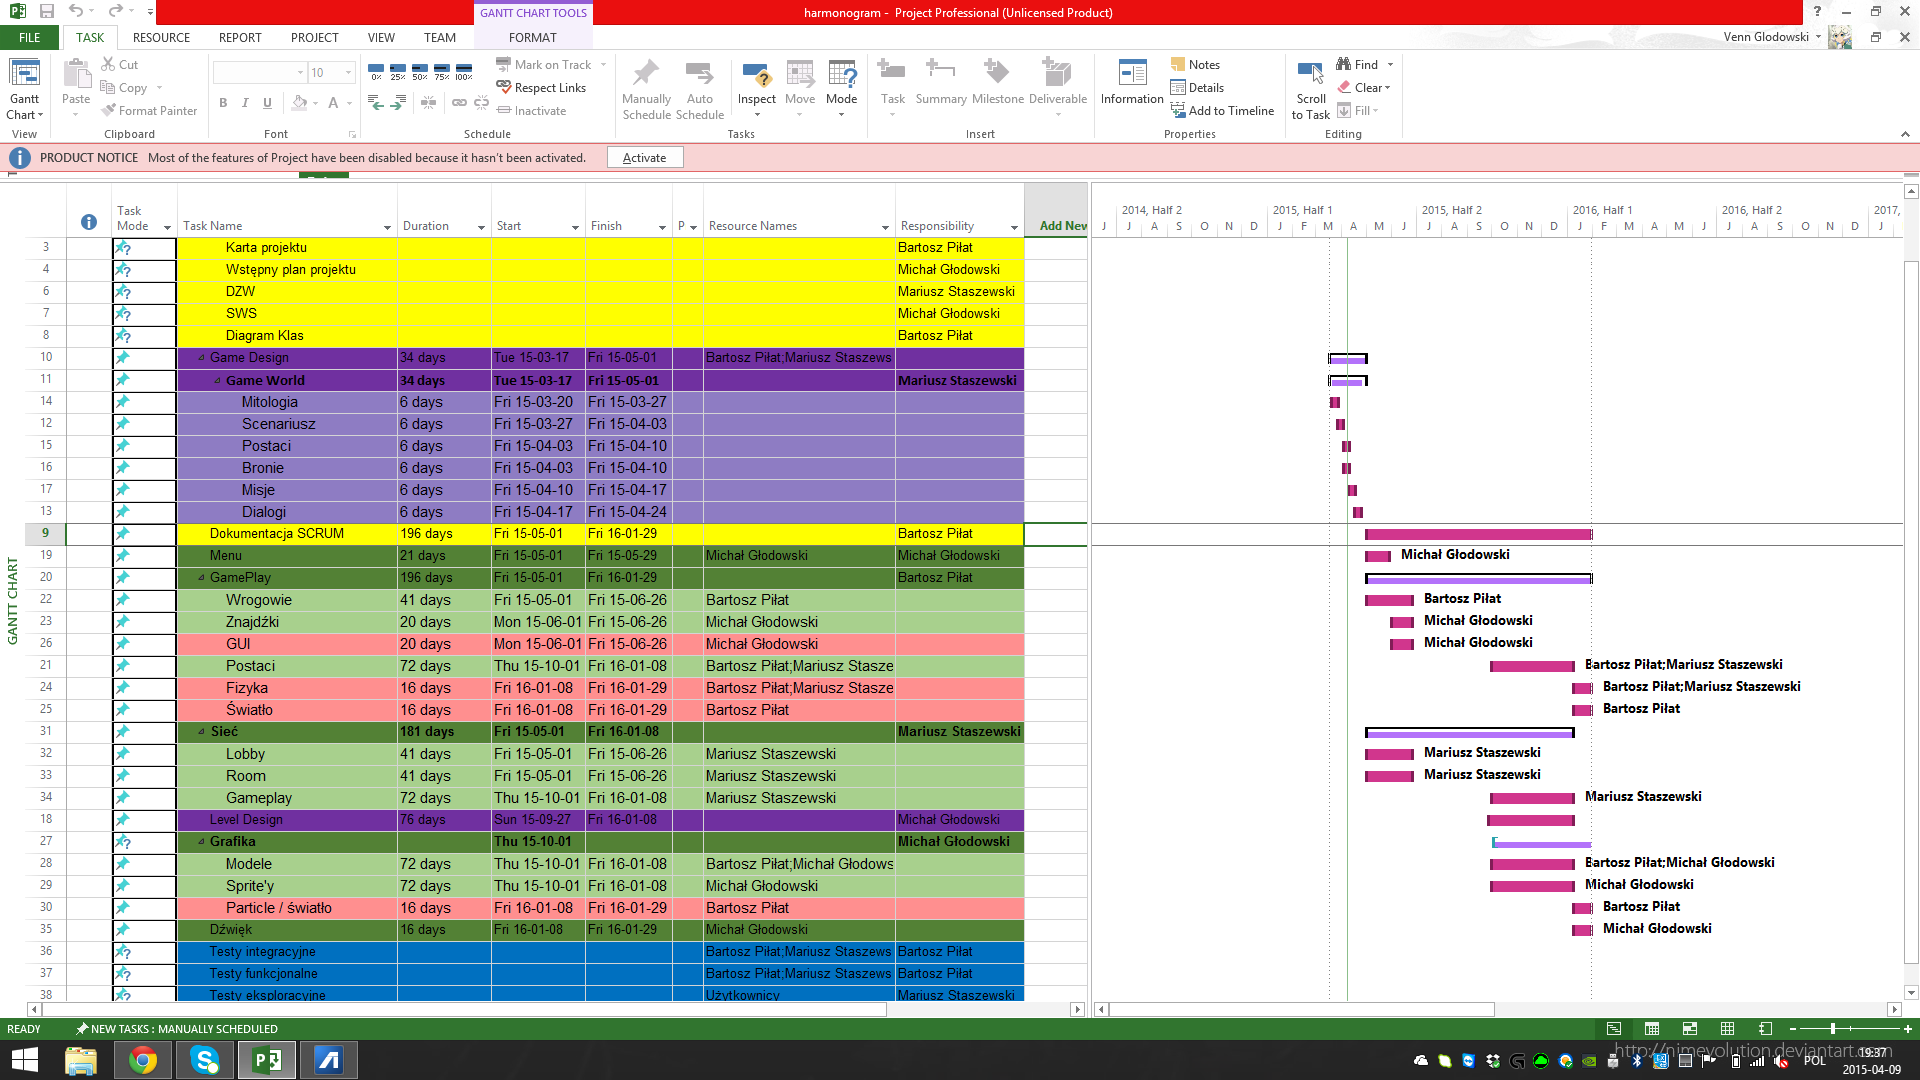 GANTT CHART TOOLS
harmonogram - Project Professional (Unlicensed Product)
FILE TASK RESOURCE REPORT PROJECT VIEW TEAM FORMAT Venn Glodowski
Gantt Chart
View
Paste
Cut
Copy
Format Painter
Clipboard
10
B I U A
Font
0% 25% 50% 75% 100%
Mark on Track
Respect Links
Inactivate
Schedule
Manually Schedule
Auto Schedule
Inspect
Move
Mode
Tasks
Task
Summary
Milestone
Deliverable
Insert
Information
Notes
Details
Add to Timeline
Properties
Scroll to Task
Find
Clear
Fill
Editing
PRODUCT NOTICE Most of the features of Project have been disabled because it hasn't been activated. Activate
Task Mode Task Name Duration Start Finish P Resource Names Responsibility Add New
2014, Half 2 2015, Half 1 2015, Half 2 2016, Half 1 2016, Half 2 2017,
J J A S O N D J F M A M J J A S O N D J F M A M J J A S O N D J
3 Karta projektu Bartosz Piłat
4 Wstępny plan projektu Michał Głodowski
6 DZW Mariusz Staszewski
7 SWS Michał Głodowski
8 Diagram Klas Bartosz Piłat
10 Game Design 34 days Tue 15-03-17 Fri 15-05-01 Bartosz Piłat;Mariusz Staszews
11 Game World 34 days Tue 15-03-17 Fri 15-05-01 Mariusz Staszewski
14 Mitologia 6 days Fri 15-03-20 Fri 15-03-27
12 Scenariusz 6 days Fri 15-03-27 Fri 15-04-03
15 Postaci 6 days Fri 15-04-03 Fri 15-04-10
16 Bronie 6 days Fri 15-04-03 Fri 15-04-10
17 Misje 6 days Fri 15-04-10 Fri 15-04-17
13 Dialogi 6 days Fri 15-04-17 Fri 15-04-24
9 Dokumentacja SCRUM 196 days Fri 15-05-01 Fri 16-01-29 Bartosz Piłat
19 Menu 21 days Fri 15-05-01 Fri 15-05-29 Michał Głodowski Michał Głodowski Michał Głodowski
20 GamePlay 196 days Fri 15-05-01 Fri 16-01-29 Bartosz Piłat
22 Wrogowie 41 days Fri 15-05-01 Fri 15-06-26 Bartosz Piłat Bartosz Piłat
23 Znajdźki 20 days Mon 15-06-01 Fri 15-06-26 Michał Głodowski Michał Głodowski
26 GUI 20 days Mon 15-06-01 Fri 15-06-26 Michał Głodowski Michał Głodowski
21 Postaci 72 days Thu 15-10-01 Fri 16-01-08 Bartosz Piłat;Mariusz Stasze Bartosz Piłat;Mariusz Staszewski
24 Fizyka 16 days Fri 16-01-08 Fri 16-01-29 Bartosz Piłat;Mariusz Stasze Bartosz Piłat;Mariusz Staszewski
25 Światło 16 days Fri 16-01-08 Fri 16-01-29 Bartosz Piłat Bartosz Piłat
31 Sieć 181 days Fri 15-05-01 Fri 16-01-08 Mariusz Staszewski
32 Lobby 41 days Fri 15-05-01 Fri 15-06-26 Mariusz Staszewski Mariusz Staszewski
33 Room 41 days Fri 15-05-01 Fri 15-06-26 Mariusz Staszewski Mariusz Staszewski
34 Gameplay 72 days Thu 15-10-01 Fri 16-01-08 Mariusz Staszewski Mariusz Staszewski
18 Level Design 76 days Sun 15-09-27 Fri 16-01-08 Michał Głodowski
27 Grafika Thu 15-10-01 Michał Głodowski
28 Modele 72 days Thu 15-10-01 Fri 16-01-08 Bartosz Piłat;Michał Głodows Bartosz Piłat;Michał Głodowski
29 Sprite'y 72 days Thu 15-10-01 Fri 16-01-08 Michał Głodowski Michał Głodowski
30 Particle / światło 16 days Fri 16-01-08 Fri 16-01-29 Bartosz Piłat Bartosz Piłat
35 Dźwięk 16 days Fri 16-01-08 Fri 16-01-29 Michał Głodowski Michał Głodowski
36 Testy integracyjne Bartosz Piłat;Mariusz Staszews Bartosz Piłat
37 Testy funkcjonalne Bartosz Piłat;Mariusz Staszews Bartosz Piłat
38 Testy eksploracyjne Użytkownicy Mariusz Staszewski
GANTT CHART
READY NEW TASKS : MANUALLY SCHEDULED
http://nimevolution.deviantart.com
POL 19:37
2015-04-09